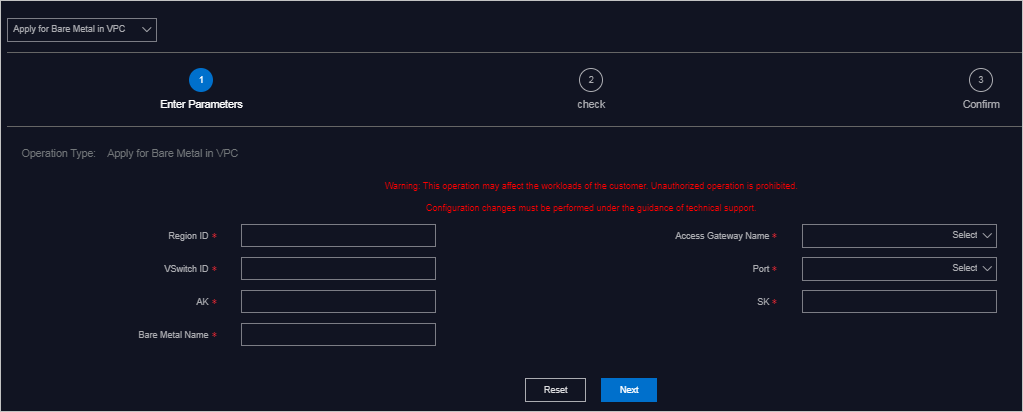 Apply for Bare Metal in VPC
1 2 3
Enter Parameters check Confirm
Operation Type: Apply for Bare Metal in VPC
Warning: This operation may affect the workloads of the customer. Unauthorized operation is prohibited.
Configuration changes must be performed under the guidance of technical support.
Region ID * Access Gateway Name * Select
VSwitch ID * Port * Select
AK * SK *
Bare Metal Name *
Reset Next